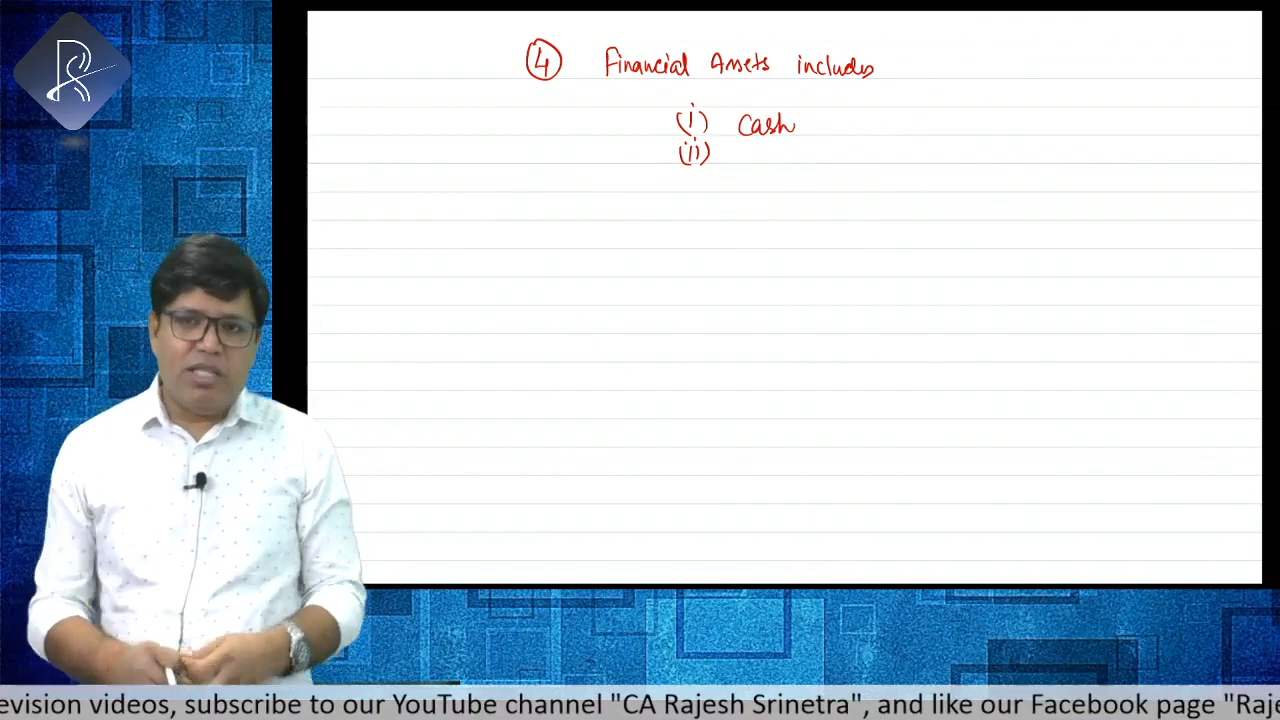 ④ Financial Assets includes
(i) Cash
(ii)
evision videos, subscribe to our YouTube channel "CA Rajesh Srinetra", and like our Facebook page "Raje